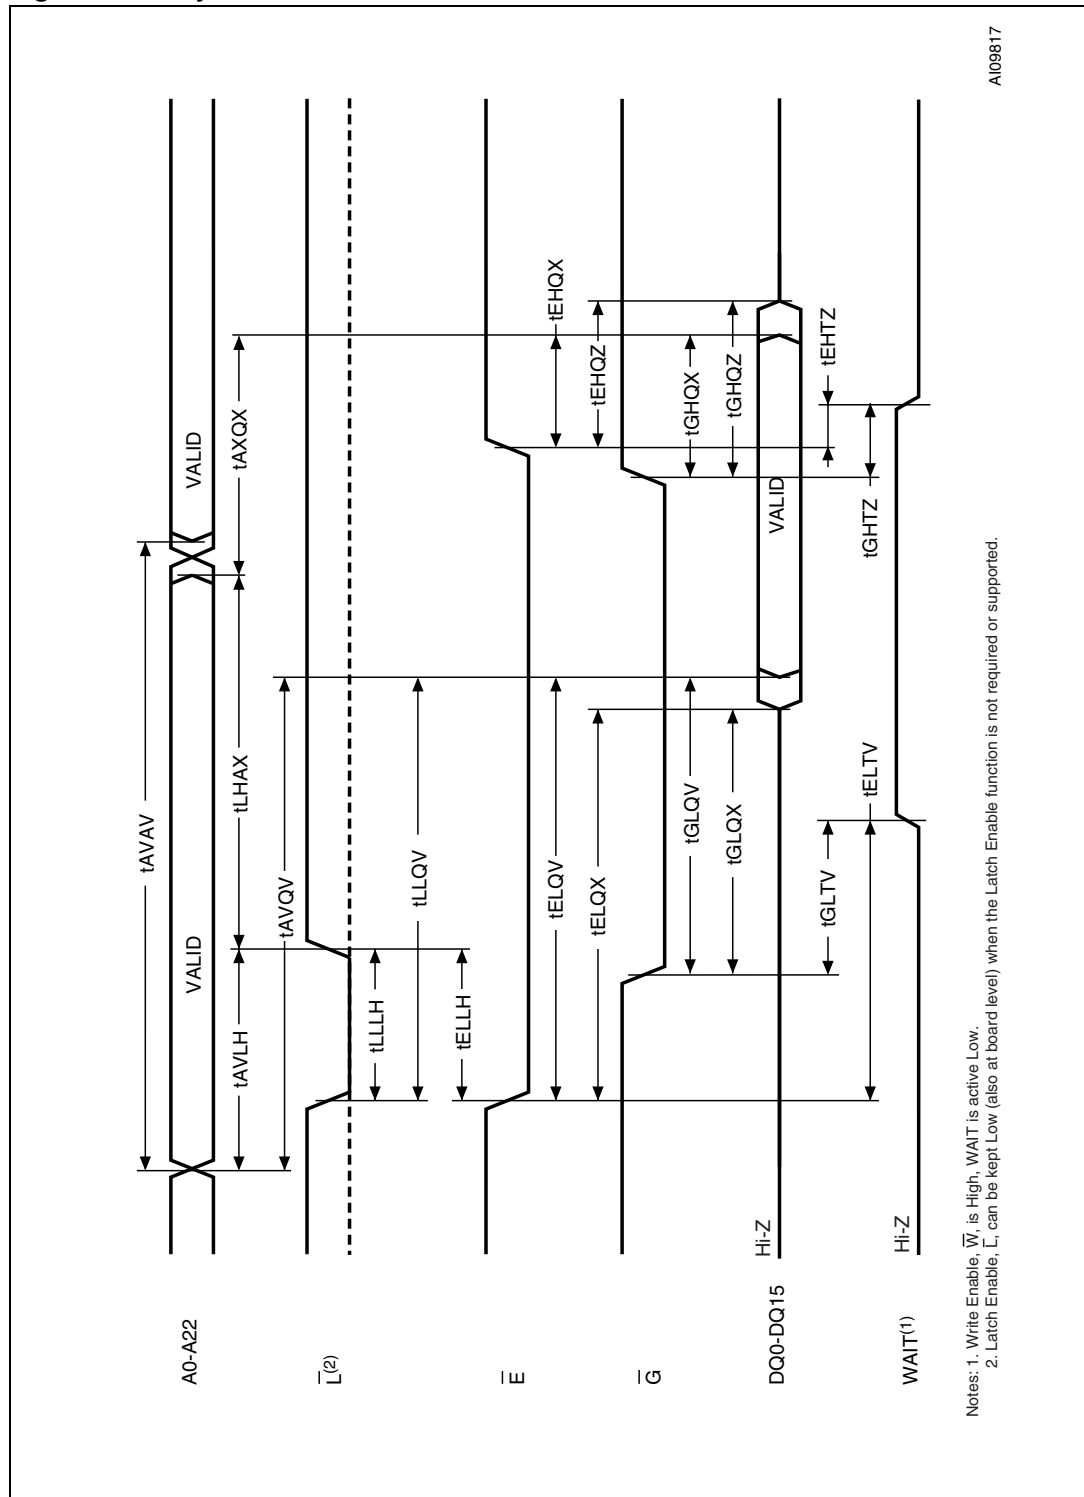 A0-A22
VALID
VALID
tAVAV
tAVLH
tLHAX
tAXQX
tAVQV
L(2)
tLLLH
tLLQV
tELLH
E
tELQV
tEHQX
tELQX
tEHQZ
G
tGLQV
tGHQX
tGLQX
tGHQZ
DQ0-DQ15
Hi-Z
VALID
tGLTV
tEHTZ
tELTV
tGHTZ
WAIT(1)
Hi-Z
Notes: 1. Write Enable, W, is High, WAIT is active Low.
2. Latch Enable, L, can be kept Low (also at board level) when the Latch Enable function is not required or supported.
AI09817